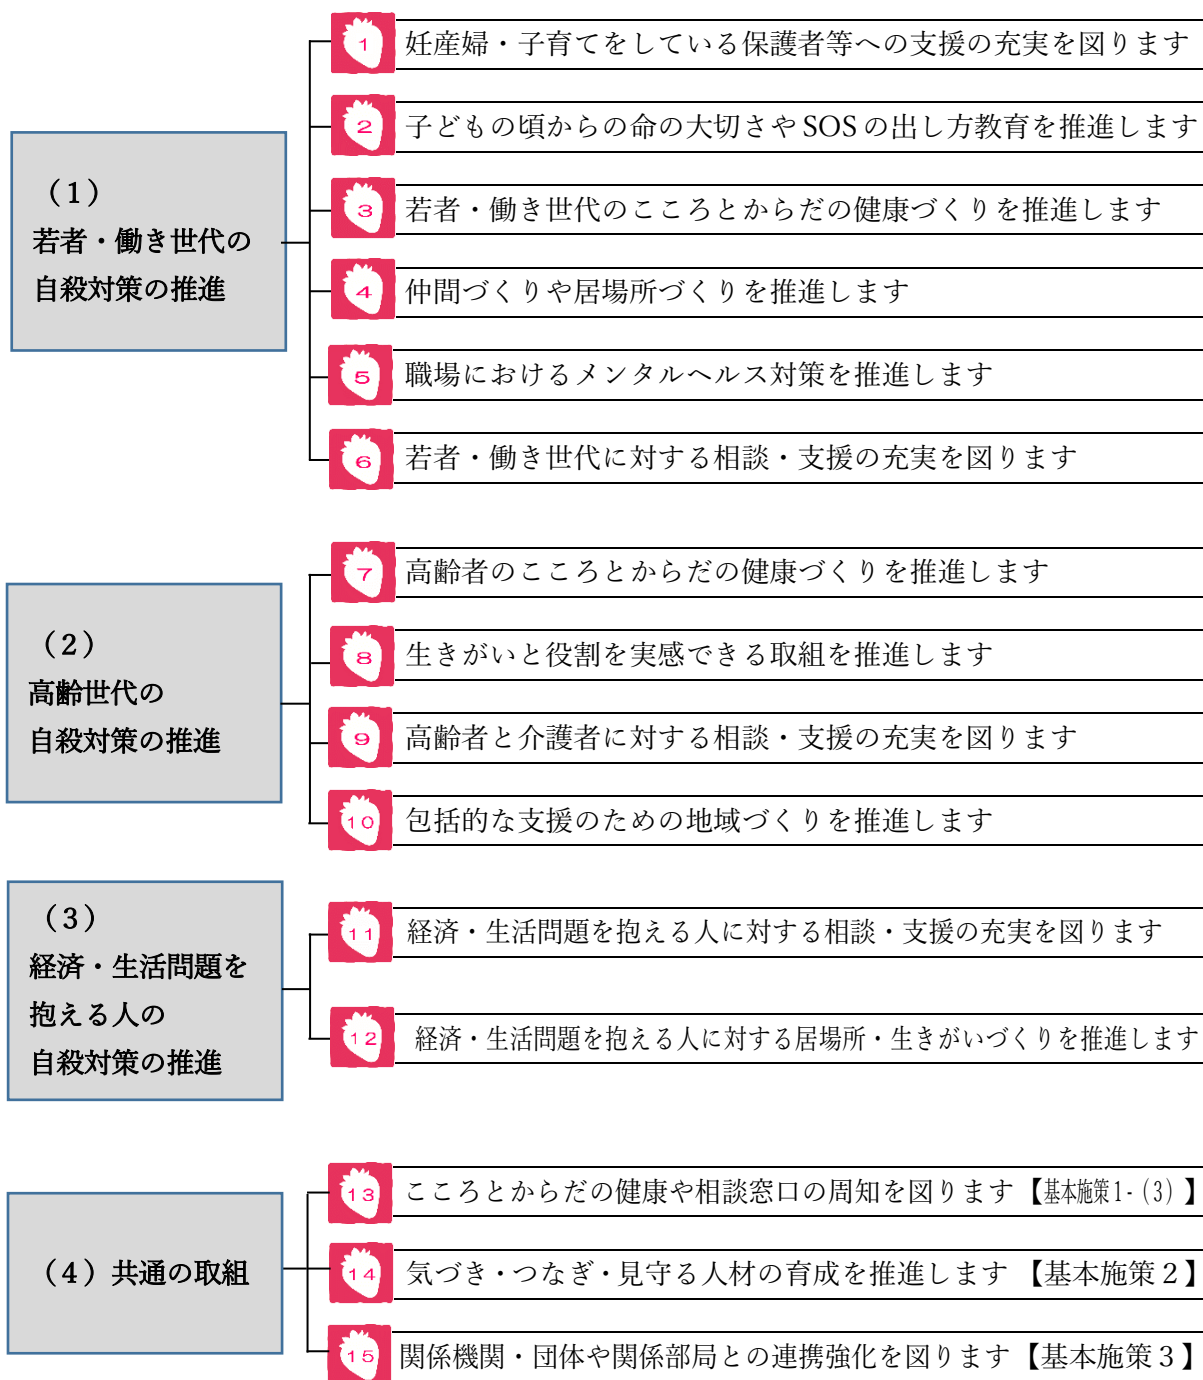 (1)
若者・働き世代の
自殺対策の推進
1 妊産婦・子育てをしている保護者等への支援の充実を図ります
2 子どもの頃からの命の大切さやSOSの出し方教育を推進します
3 若者・働き世代のこころとからだの健康づくりを推進します
4 仲間づくりや居場所づくりを推進します
5 職場におけるメンタルヘルス対策を推進します
6 若者・働き世代に対する相談・支援の充実を図ります
(2)
高齢世代の
自殺対策の推進
7 高齢者のこころとからだの健康づくりを推進します
8 生きがいと役割を実感できる取組を推進します
9 高齢者と介護者に対する相談・支援の充実を図ります
10 包括的な支援のための地域づくりを推進します
(3)
経済・生活問題を
抱える人の
自殺対策の推進
11 経済・生活問題を抱える人に対する相談・支援の充実を図ります
12 経済・生活問題を抱える人に対する居場所・生きがいづくりを推進します
(4)共通の取組
13 こころとからだの健康や相談窓口の周知を図ります【基本施策1-(3)】
14 気づき・つなぎ・見守る人材の育成を推進します【基本施策2】
15 関係機関・団体や関係部局との連携強化を図ります【基本施策3】